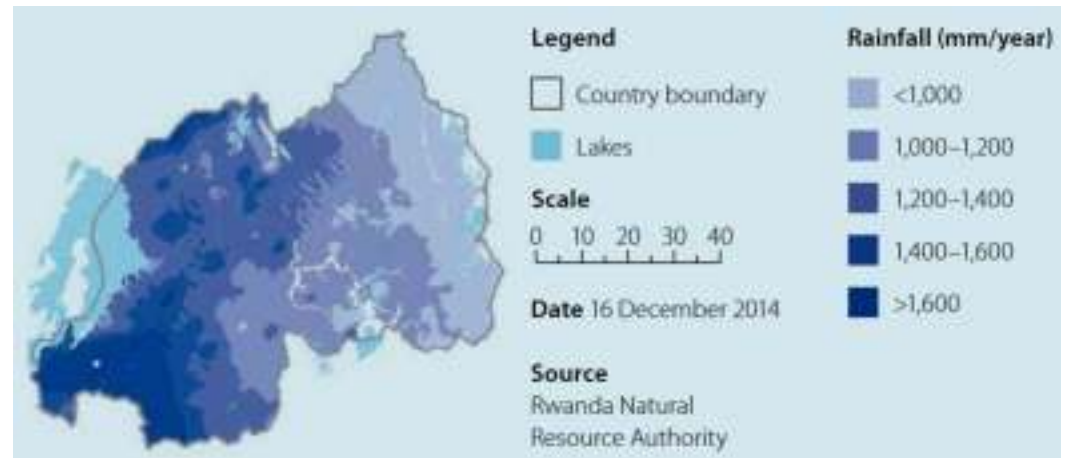 Legend
Country boundary
Lakes
Scale
0 10 20 30 40
Date 16 December 2014
Source
Rwanda Natural
Resource Authority
Rainfall (mm/year)
<1,000
1,000–1,200
1,200–1,400
1,400–1,600
>1,600